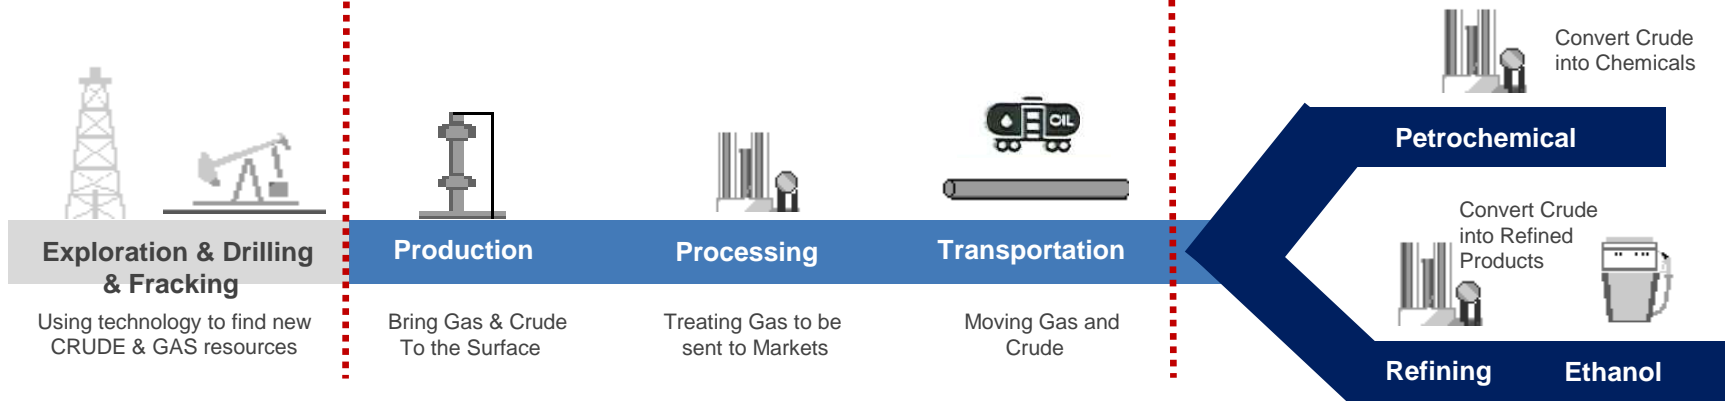 Exploration & Drilling
& Fracking
Using technology to find new
CRUDE & GAS resources
Production
Bring Gas & Crude
To the Surface
Processing
Treating Gas to be
sent to Markets
OIL
Transportation
Moving Gas and
Crude
Convert Crude
into Chemicals
Petrochemical
Convert Crude
into Refined
Products
Refining
Ethanol